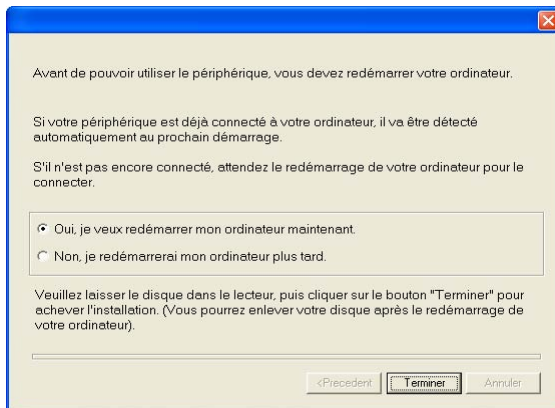 Avant de pouvoir utiliser le périphérique, vous devez redémarrer votre ordinateur.
Si votre périphérique est déjà connecté à votre ordinateur, il va être détecté
automatiquement au prochain démarrage.
S'il n'est pas encore connecté, attendez le redémarrage de votre ordinateur pour le
connecter.
Oui, je veux redémarrer mon ordinateur maintenant.
Non, je redémarrerai mon ordinateur plus tard.
Veuillez laisser le disque dans le lecteur, puis cliquer sur le bouton "Terminer" pour
achever l'installation. (Vous pourrez enlever votre disque après le redémarrage de
votre ordinateur).
<Precedent Terminer Annuler